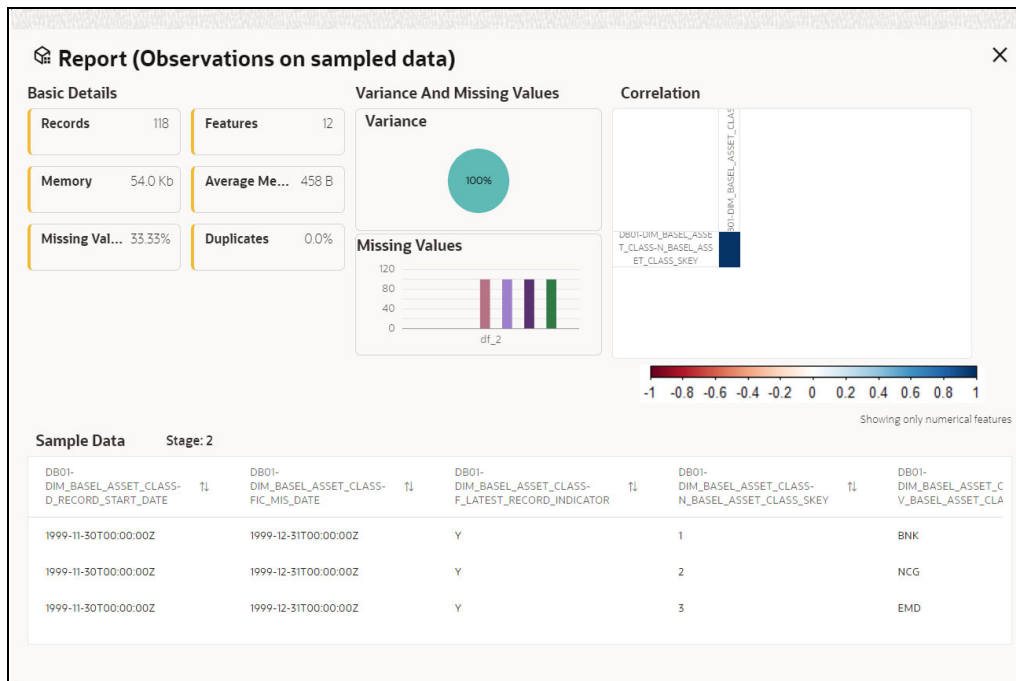 Report (Observations on sampled data)
Basic Details
Records 118
Features 12
Memory 54.0 Kb
Average Me... 458 B
Missing Val... 33.33%
Duplicates 0.0%
Variance And Missing Values
Variance
100%
Missing Values
120
80
40
0
df_2
Correlation
B01-DIM_BASEL_ASSET_CLAS
DB01-DIM_BASEL_ASSE
T_CLASS-N_BASEL_ASS
ET_CLASS_SKEY
-1 -0.8 -0.6 -0.4 -0.2 0 0.2 0.4 0.6 0.8 1
Showing only numerical features
Sample Data Stage: 2
DB01-
DIM_BASEL_ASSET_CLASS-
D_RECORD_START_DATE
DB01-
DIM_BASEL_ASSET_CLASS-
FIC_MIS_DATE
DB01-
DIM_BASEL_ASSET_CLASS-
F_LATEST_RECORD_INDICATOR
DB01-
DIM_BASEL_ASSET_CLASS-
N_BASEL_ASSET_CLASS_SKEY
DB01-
DIM_BASEL_ASSET_C
V_BASEL_ASSET_CLA
1999-11-30T00:00:00Z 1999-12-31T00:00:00Z Y 1 BNK
1999-11-30T00:00:00Z 1999-12-31T00:00:00Z Y 2 NCG
1999-11-30T00:00:00Z 1999-12-31T00:00:00Z Y 3 EMD